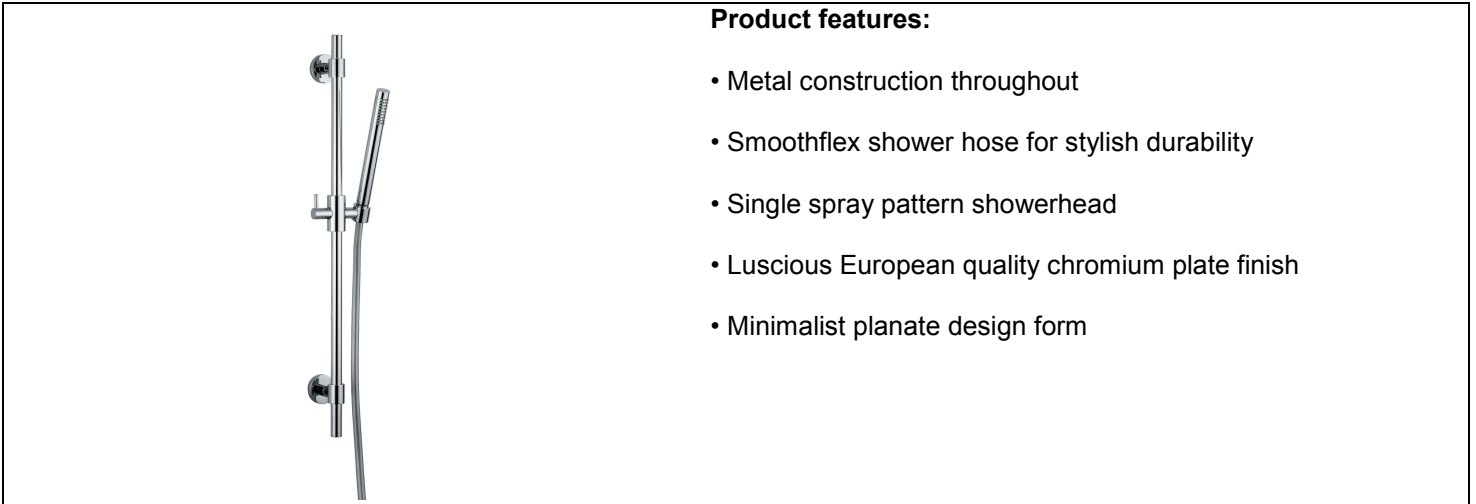 Product features:
• Metal construction throughout
• Smoothflex shower hose for stylish durability
• Single spray pattern showerhead
• Luscious European quality chromium plate finish
• Minimalist planate design form